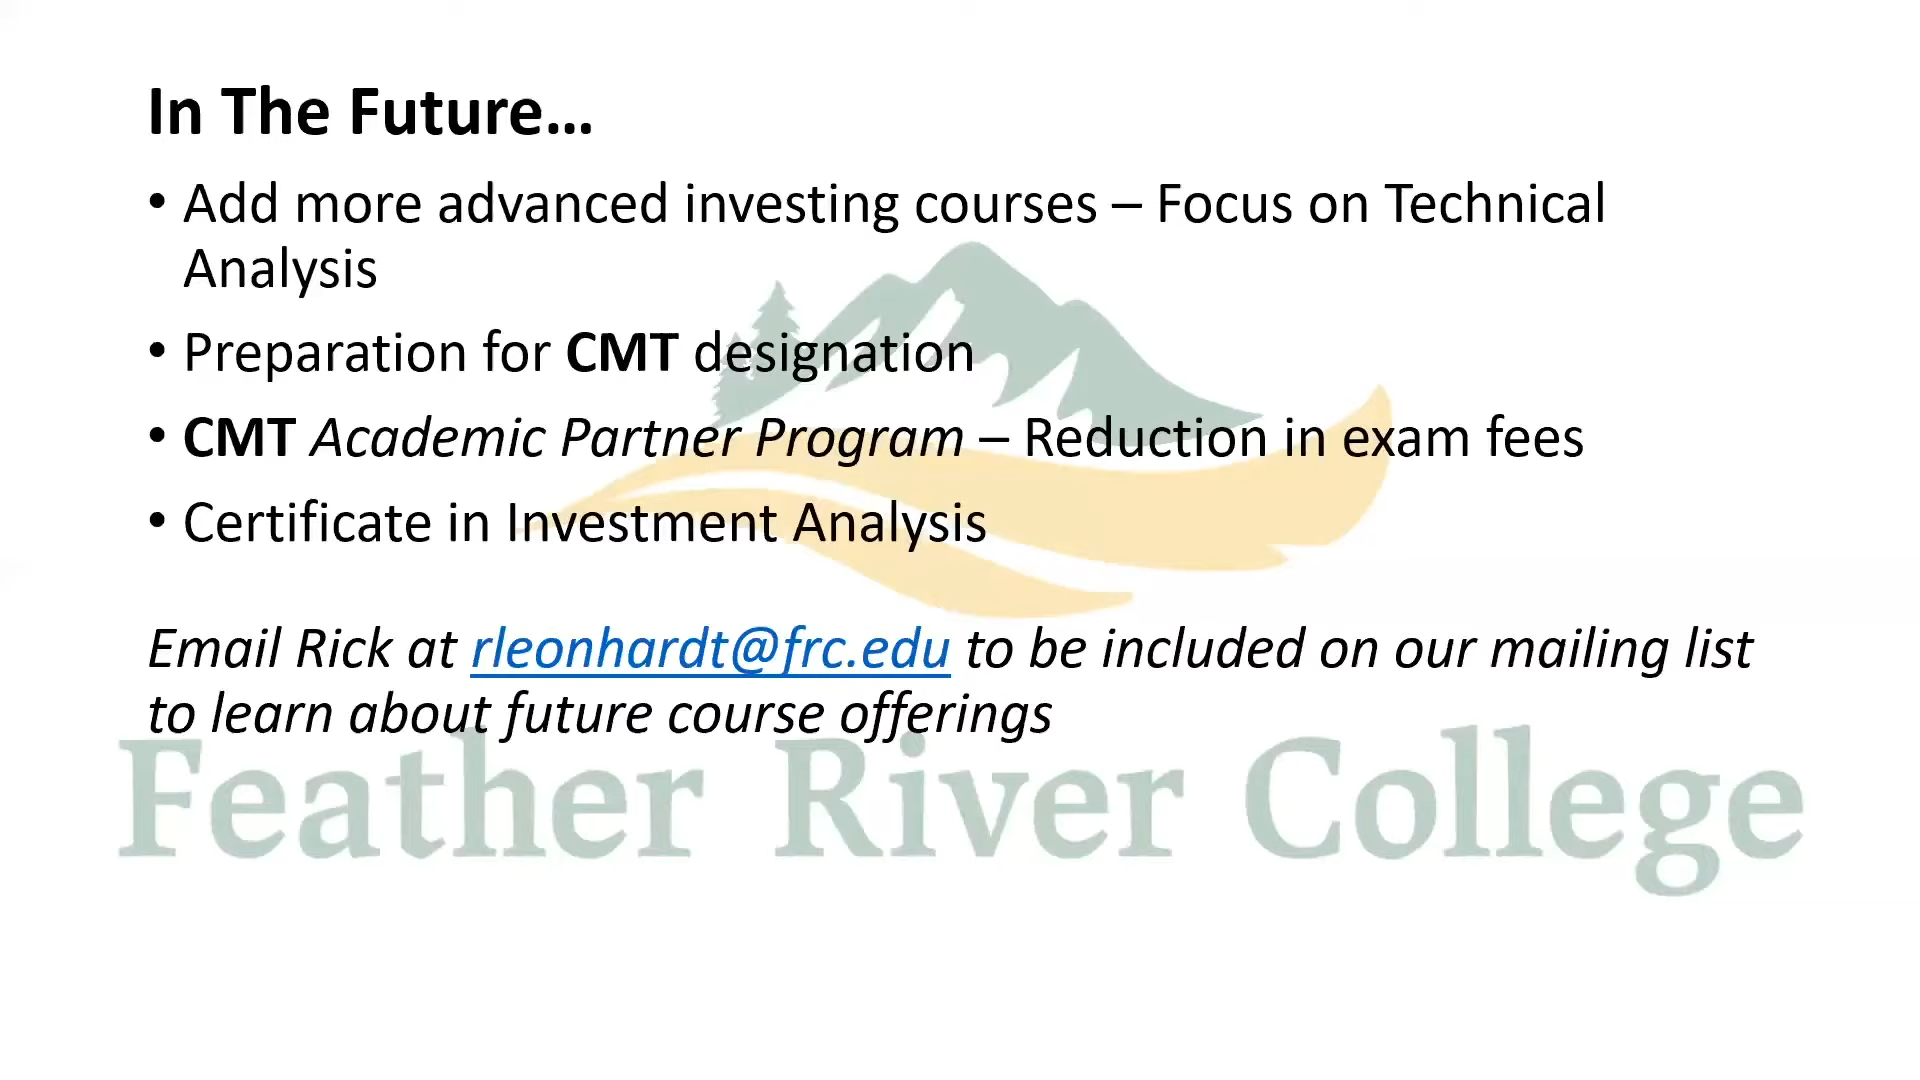 In The Future...
• Add more advanced investing courses – Focus on Technical
Analysis
• Preparation for CMT designation
• CMT Academic Partner Program – Reduction in exam fees
• Certificate in Investment Analysis
Email Rick at rleonhardt@frc.edu to be included on our mailing list
to learn about future course offerings
Feather River College